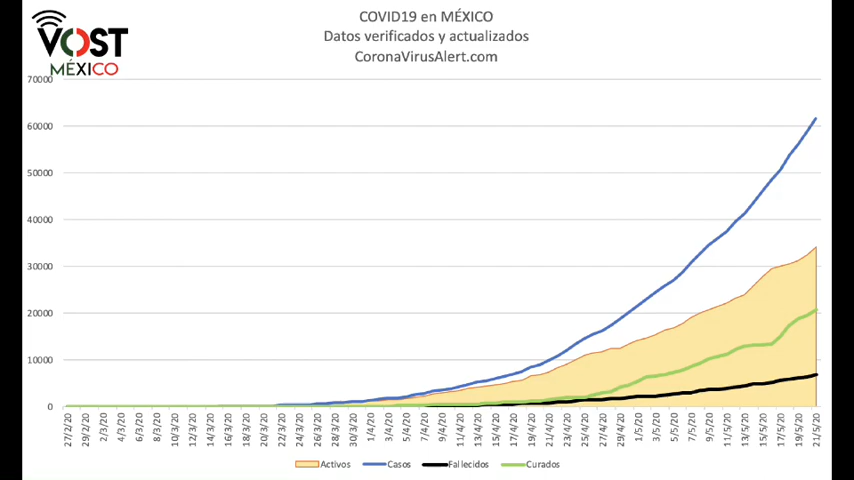 VOST
MÉXICO
COVID19 en MÉXICO
Datos verificados y actualizados
CoronaVirusAlert.com
70000
60000
50000
40000
30000
20000
10000
0
27/2/20 29/2/20 2/3/20 4/3/20 6/3/20 8/3/20 10/3/20 12/3/20 14/3/20 16/3/20 18/3/20 20/3/20 22/3/20 24/3/20 26/3/20 28/3/20 30/3/20 1/4/20 3/4/20 5/4/20 7/4/20 9/4/20 11/4/20 13/4/20 15/4/20 17/4/20 19/4/20 21/4/20 23/4/20 25/4/20 27/4/20 29/4/20 1/5/20 3/5/20 5/5/20 7/5/20 9/5/20 11/5/20 13/5/20 15/5/20 17/5/20 19/5/20 21/5/20
Activos Casos Fallecidos Curados